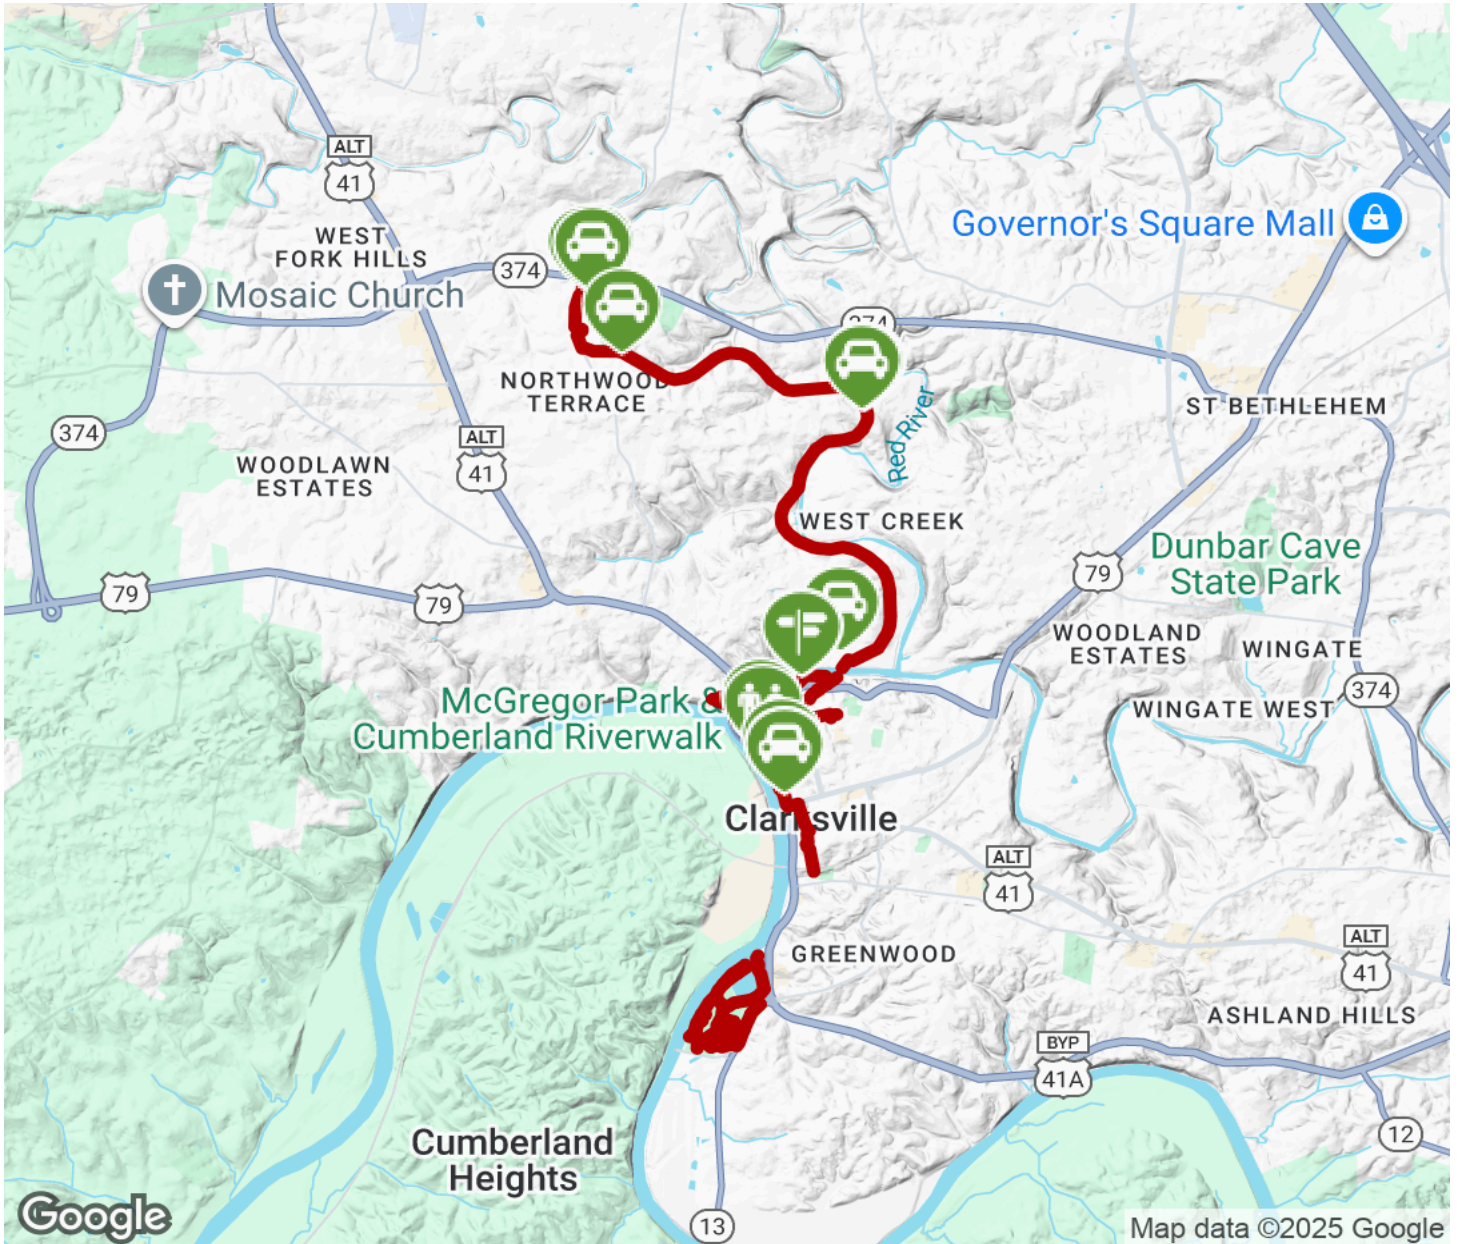 ALT
41
Governor's Square Mall
WEST
FORK HILLS
374
Mosaic Church
374
NORTHWOOD
TERRACE
Red River
ST BETHLEHEM
374
ALT
41
WOODLAWN
ESTATES
WEST CREEK
Dunbar Cave
State Park
79
79
79
WOODLAND
ESTATES
WINGATE
374
McGregor Park &
Cumberland Riverwalk
WINGATE WEST
Clarksville
ALT
41
GREENWOOD
ALT
41
ASHLAND HILLS
BYP
41A
Cumberland
Heights
12
13
Google
Map data ©2025 Google